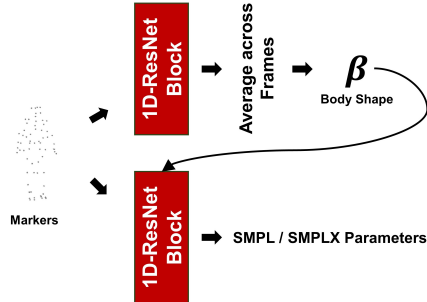 1D-ResNet
Block
Average across
Frames
β
Body Shape
Markers
1D-ResNet
Block
SMPL / SMPLX Parameters